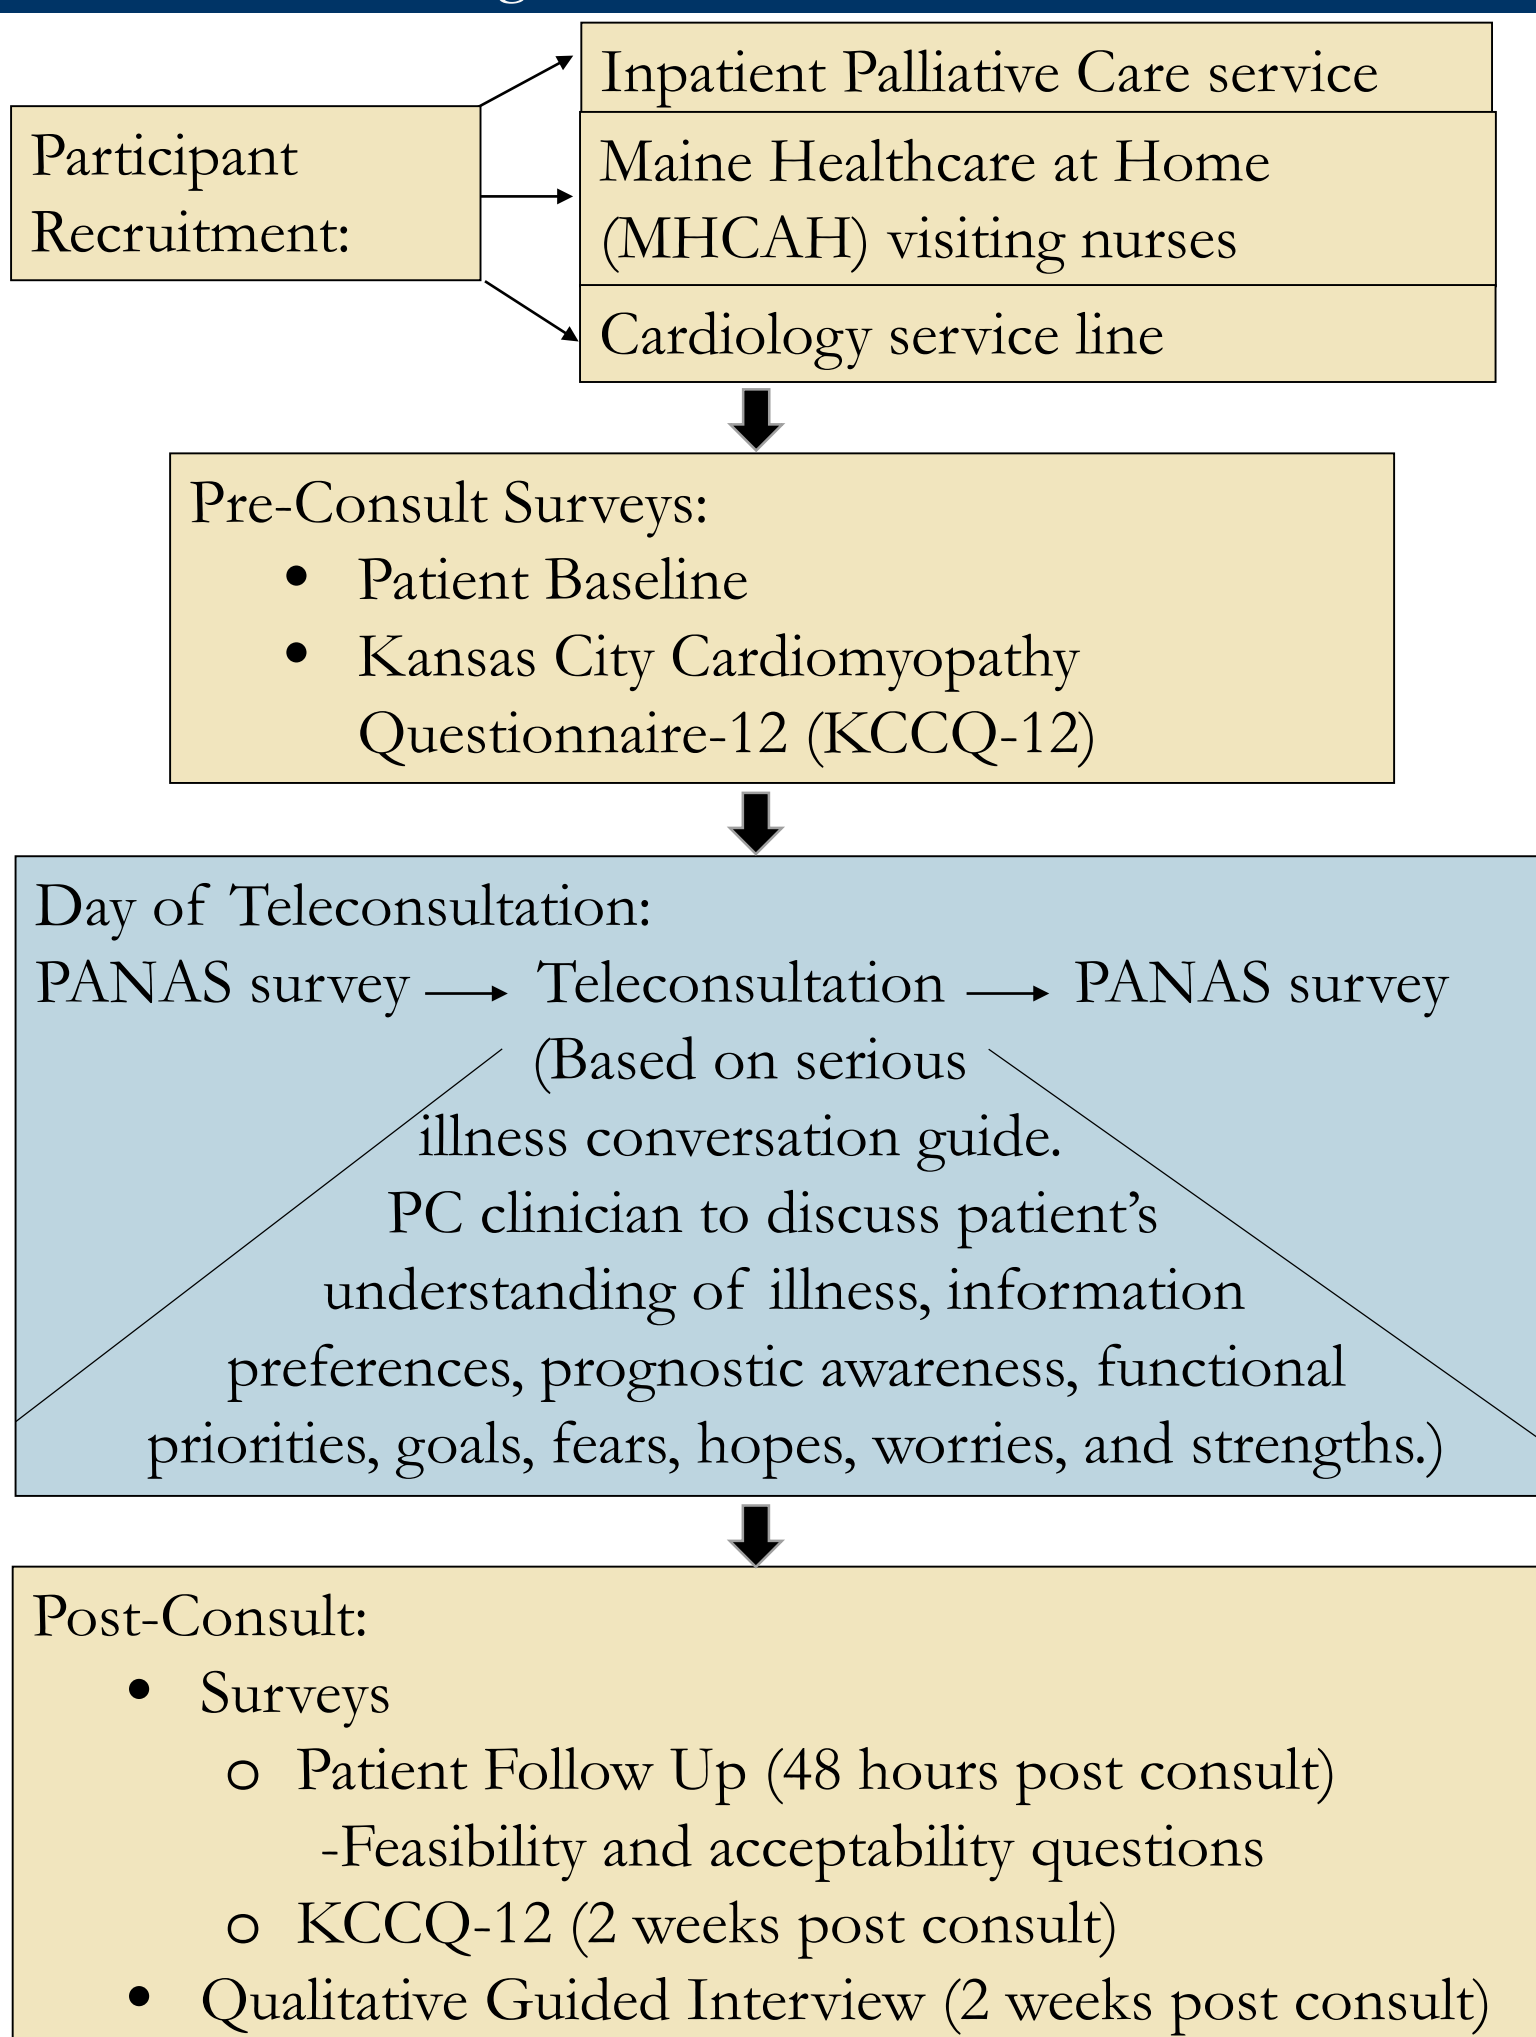 Participant
Recruitment:
Inpatient Palliative Care service
Maine Healthcare at Home
(MHCAH) visiting nurses
Cardiology service line
Pre-Consult Surveys:
• Patient Baseline
• Kansas City Cardiomyopathy
Questionnaire-12 (KCCQ-12)
Day of Teleconsultation:
PANAS survey → Teleconsultation → PANAS survey
(Based on serious
illness conversation guide.
PC clinician to discuss patient’s
understanding of illness, information
preferences, prognostic awareness, functional
priorities, goals, fears, hopes, worries, and strengths.)
Post-Consult:
• Surveys
o Patient Follow Up (48 hours post consult)
-Feasibility and acceptability questions
o KCCQ-12 (2 weeks post consult)
• Qualitative Guided Interview (2 weeks post consult)